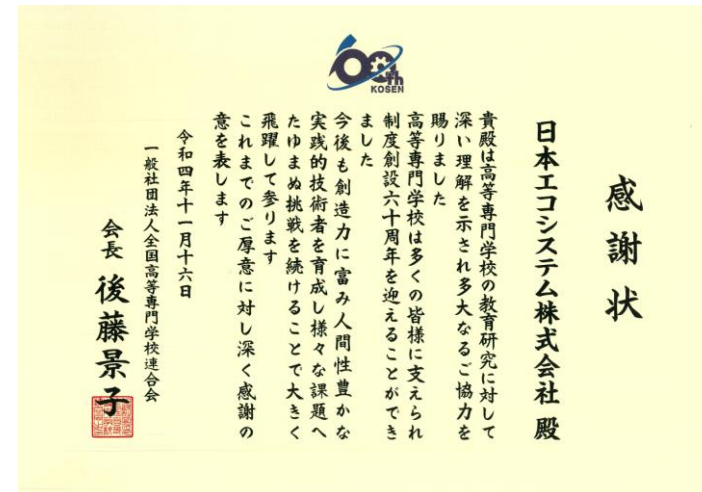 60th
KOSEN
感謝状
日本エコシステム株式会社 殿
貴殿は高等専門学校の教育研究に対して
深い理解を示され多大なるご協力を
賜りました
高等専門学校は多くの皆様に支えられ
制度創設六十周年を迎えることができ
ました
今後も創造力に富み人間性豊かな
実践的技術者を育成し様々な課題へ
たゆまぬ挑戦を続けることで大きく
飛躍して参ります
これまでのご厚意に対し深く感謝の
意を表します
令和四年十一月十六日
一般社団法人全国高等専門学校連合会
会長 後藤景子